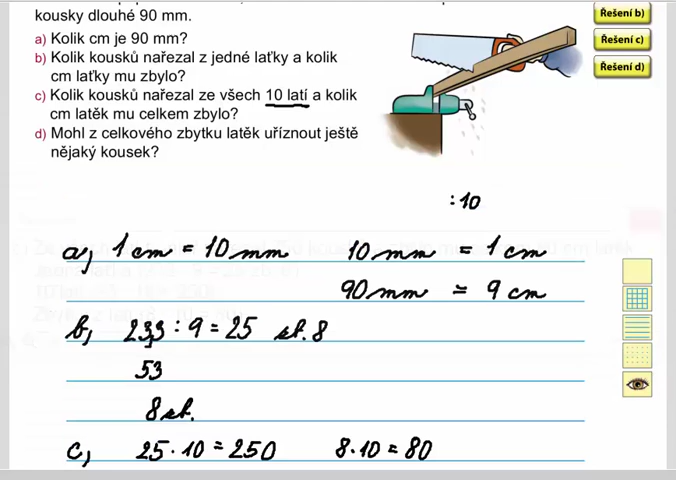 kousky dlouhé 90 mm.
a) Kolik cm je 90 mm?
b) Kolik kousků nařezal z jedné laťky a kolik
cm laťky mu zbylo?
c) Kolik kousků nařezal ze všech 10 latí a kolik
cm latěk mu celkem zbylo?
d) Mohl z celkového zbytku latěk uříznout ještě
nějaký kousek?
Řešení b)
Řešení c)
Řešení d)
:10
a, 1 cm = 10 mm 10 mm = 1 cm
90 mm = 9 cm
b, 233 : 9 = 25 zb. 8
53
8 zb.
c, 25 · 10 = 250 8 · 10 = 80